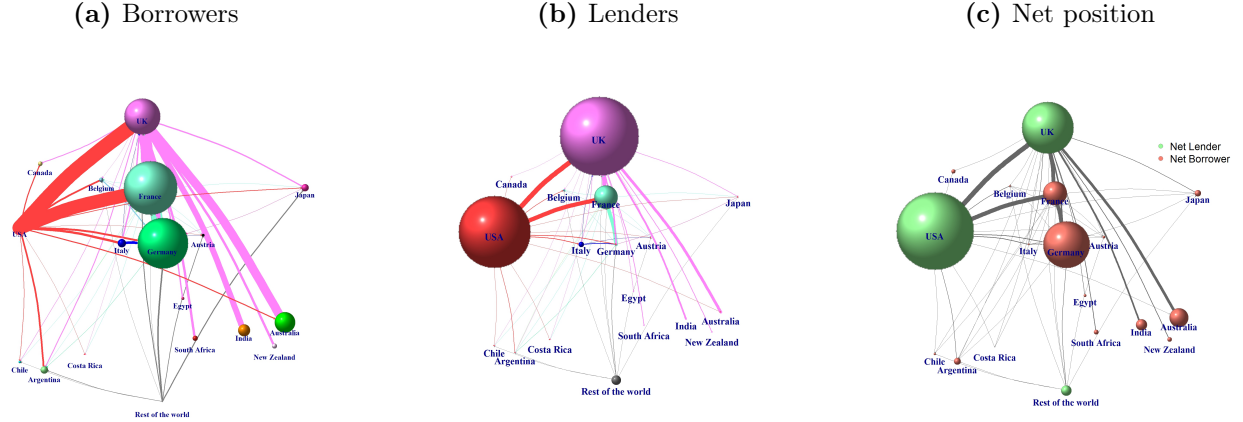 (a) Borrowers
UK
Canada
Belgium
France
Japan
USA
Italy
Germany
Austria
Egypt
South Africa
India
Australia
New Zealand
Chile
Argentina
Costa Rica
Rest of the world
(b) Lenders
UK
Canada
Belgium
France
Japan
USA
Italy
Germany
Austria
Egypt
South Africa
India
Australia
New Zealand
Chile
Argentina
Costa Rica
Rest of the world
(c) Net position
UK
Net Lender
Net Borrower
Canada
Belgium
France
Japan
USA
Italy
Germany
Austria
Egypt
South Africa
India
Australia
New Zealand
Chile
Argentina
Costa Rica
Rest of the world